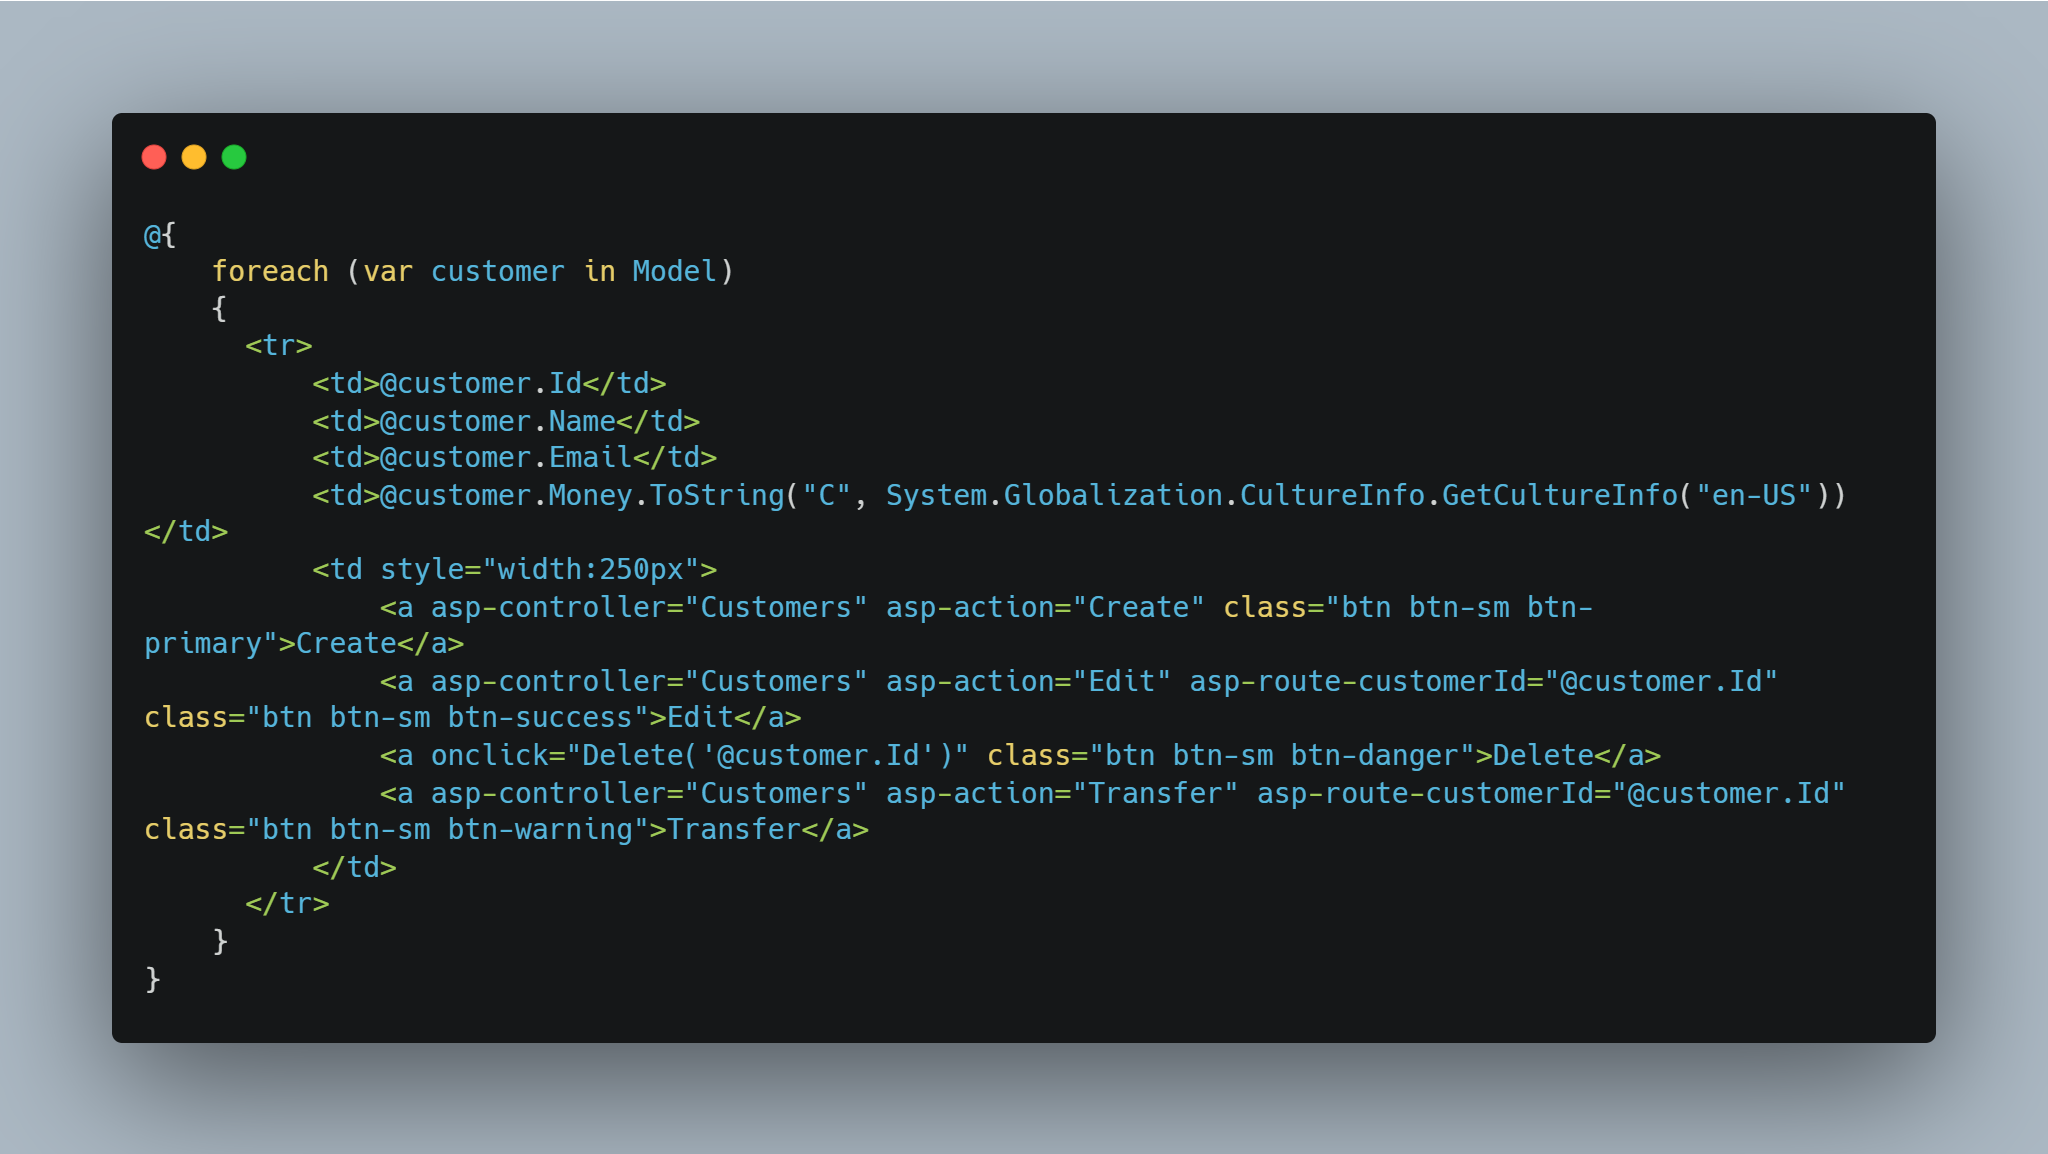 @{
    foreach (var customer in Model)
    {
      <tr>
          <td>@customer.Id</td>
          <td>@customer.Name</td>
          <td>@customer.Email</td>
          <td>@customer.Money.ToString("C", System.Globalization.CultureInfo.GetCultureInfo("en-US"))
</td>
          <td style="width:250px">
              <a asp-controller="Customers" asp-action="Create" class="btn btn-sm btn-
primary">Create</a>
              <a asp-controller="Customers" asp-action="Edit" asp-route-customerId="@customer.Id"
class="btn btn-sm btn-success">Edit</a>
              <a onclick="Delete('@customer.Id')" class="btn btn-sm btn-danger">Delete</a>
              <a asp-controller="Customers" asp-action="Transfer" asp-route-customerId="@customer.Id"
class="btn btn-sm btn-warning">Transfer</a>
          </td>
      </tr>
    }
}